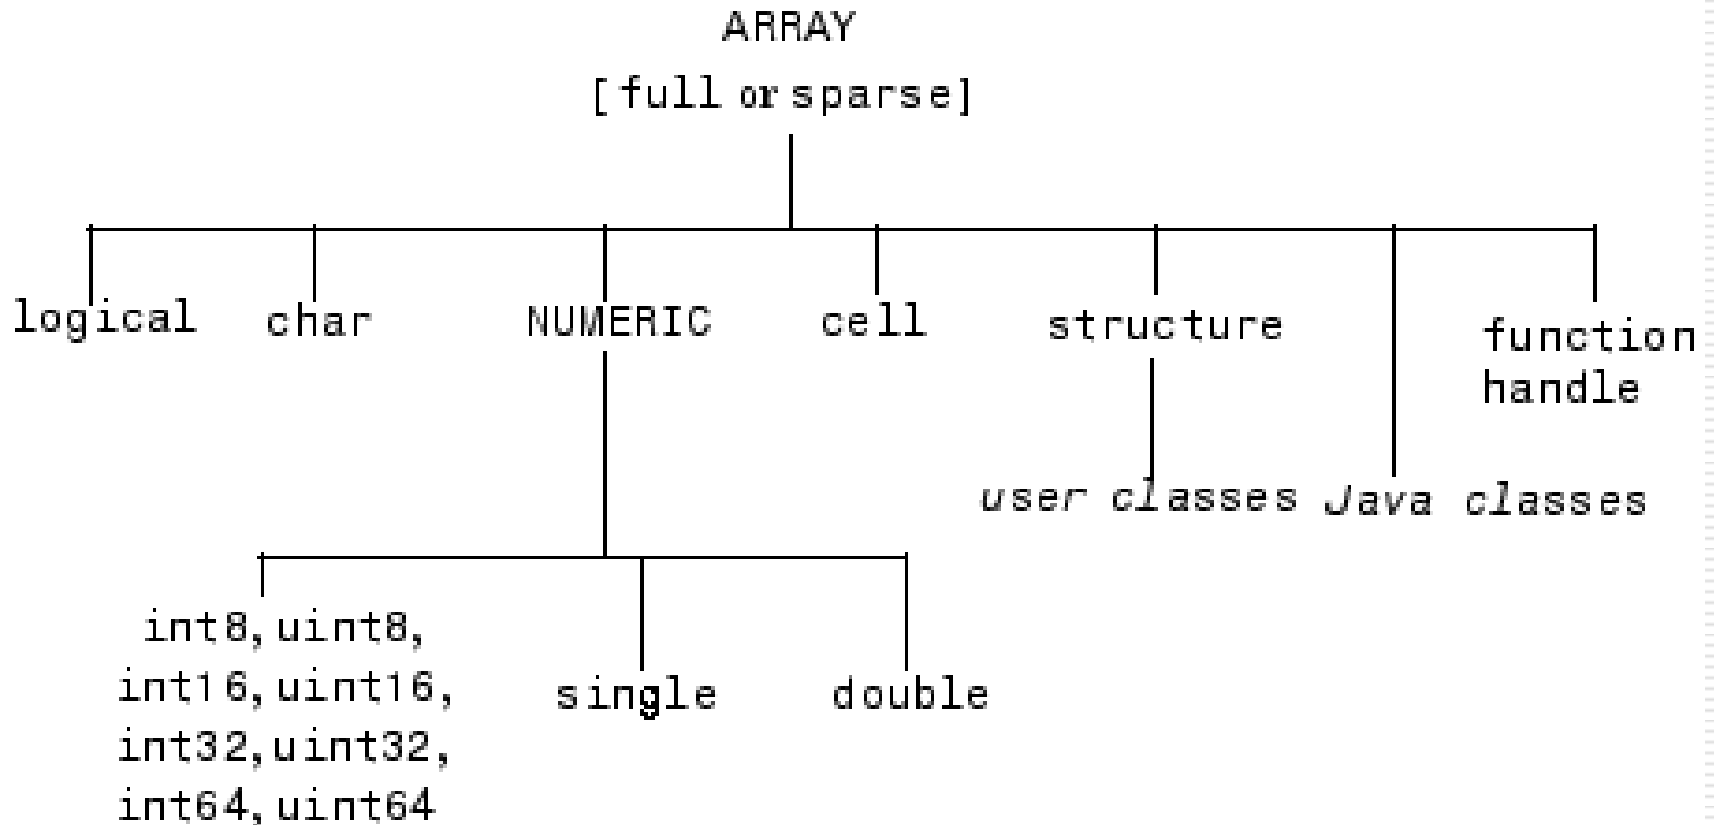 ARRAY
[full or sparse]
logical char NUMERIC cell structure function
handle
user classes Java classes
int8, uint8,
int16, uint16,
int32, uint32,
int64, uint64
single double